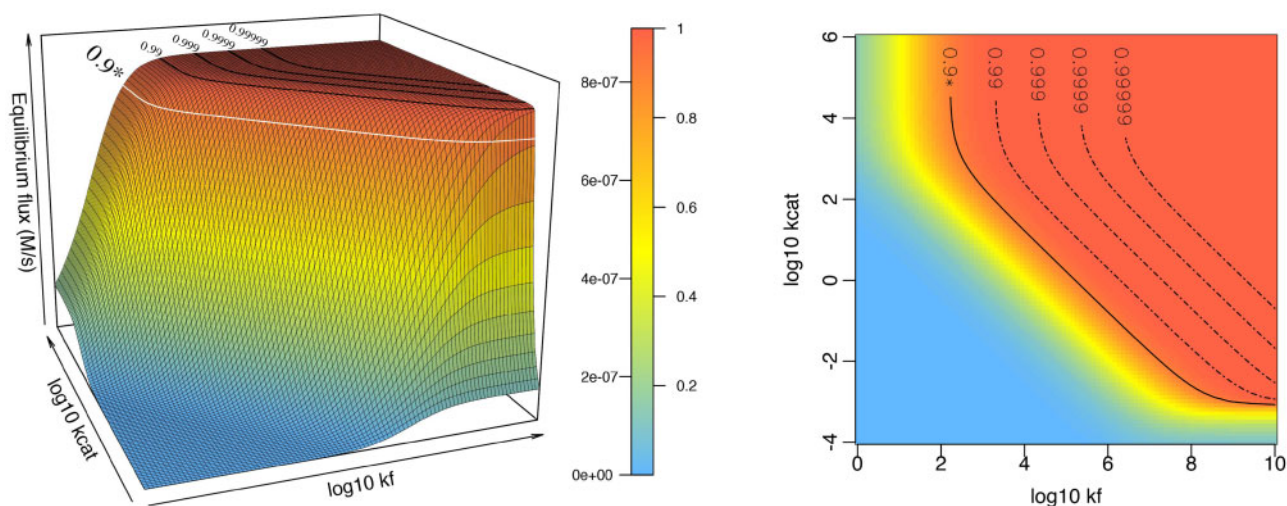 0.9*
0.99
0.999
0.9999
0.99999
Equilibrium flux (M/s)
log10 kcat
log10 kf
8e-07
6e-07
4e-07
2e-07
0e+00
1
0.8
0.6
0.4
0.2
log10 kcat
6
4
2
0
-2
-4
0.9*
0.99
0.999
0.9999
0.99999
0 2 4 6 8 10
log10 kf